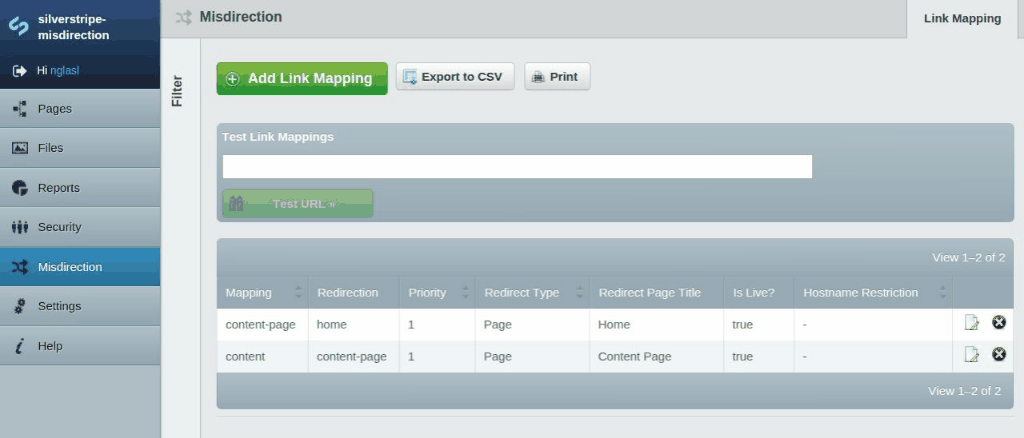 silverstripe-
misdirection
Hi nglasl
Pages
Files
Reports
Security
Misdirection
Settings
Help
Misdirection
Link Mapping
Filter
Add Link Mapping
Export to CSV
Print
Test Link Mappings
Test URL »
View 1–2 of 2
Mapping Redirection Priority Redirect Type Redirect Page Title Is Live? Hostname Restriction
content-page home 1 Page Home true -
content content-page 1 Page Content Page true -
View 1–2 of 2